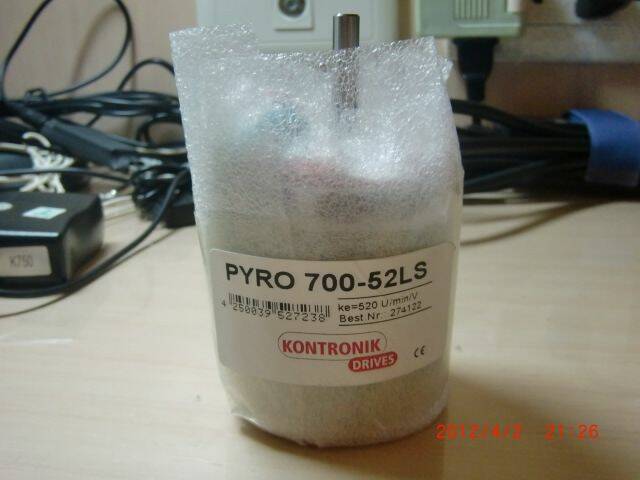 PYRO 700-52LS
4 250039 527238
ke=520 U/min/V
Best Nr. 274122
KONTRONIK
DRIVES
CE
K750
2012/4/2 21:26